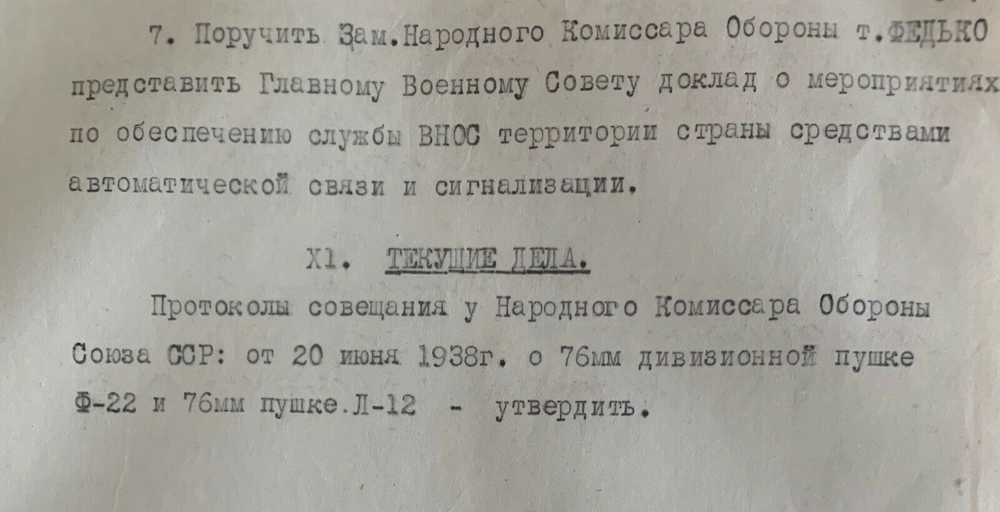 7. Поручить Зам.Народного Комиссара Обороны т.ФЕДЬКО
представить Главному Военному Совету доклад о мероприятиях
по обеспечению службы ВНОС территории страны средствами
автоматической связи и сигнализации.
X1. ТЕКУЩИЕ ДЕЛА.
Протоколы совещания у Народного Комиссара Обороны
Союза ССР: от 20 июня 1938г. о 76мм дивизионной пушке
Ф-22 и 76мм пушке.Л-12 - утвердить.